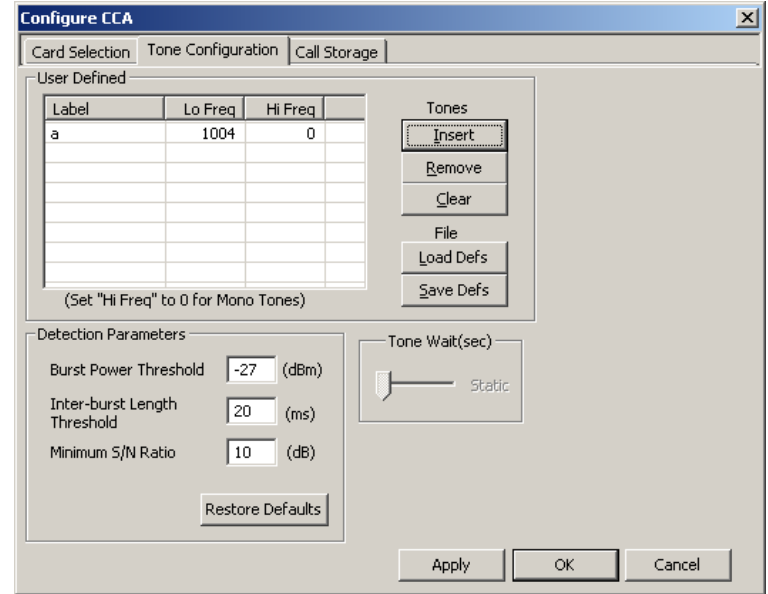 Configure CCA
Card Selection Tone Configuration Call Storage
User Defined
Label Lo Freq Hi Freq
a 1004 0
(Set "Hi Freq" to 0 for Mono Tones)
Tones
Insert
Remove
Clear
File
Load Defs
Save Defs
Detection Parameters
Burst Power Threshold -27 (dBm)
Inter-burst Length
Threshold 20 (ms)
Minimum S/N Ratio 10 (dB)
Restore Defaults
Tone Wait(sec)
Static
Apply OK Cancel